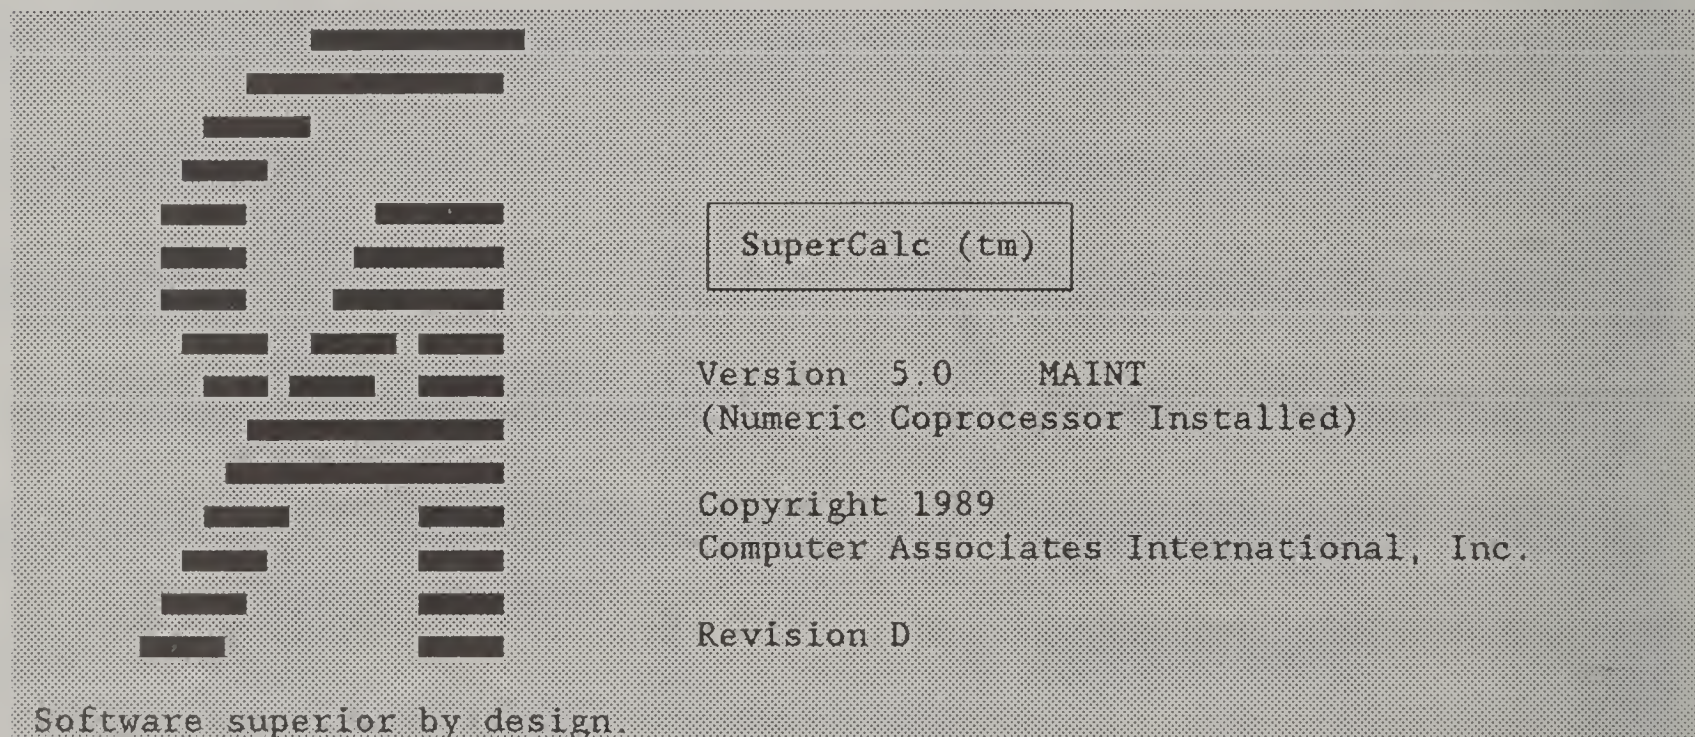 SuperCalc (tm)
Version 5.0 MAINT
(Numeric Coprocessor Installed)
Copyright 1989
Computer Associates International, Inc.
Revision D
Software superior by design.